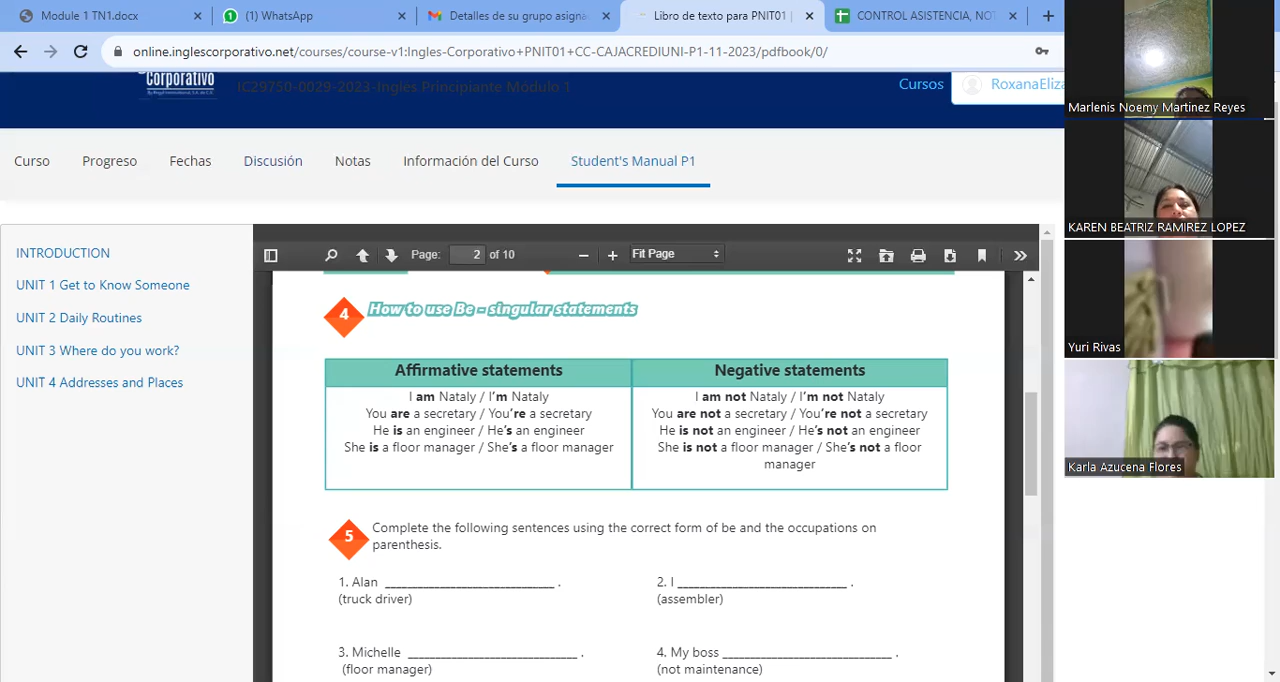 Module 1 TN1.docx
(1) WhatsApp
Detalles de su grupo asigna
Libro de texto para PNIT01 |
CONTROL ASISTENCIA, NOT
online.inglescorporativo.net/courses/course-v1:Ingles-Corporativo+PNIT01+CC-CAJACREDIUNI-P1-11-2023/pdfbook/0/
corporativo
IC29750-0029-2023-Inglés Principiante Módulo 1
Cursos
RoxanaEliza
Curso
Progreso
Fechas
Discusión
Notas
Información del Curso
Student's Manual P1
INTRODUCTION
UNIT 1 Get to Know Someone
UNIT 2 Daily Routines
UNIT 3 Where do you work?
UNIT 4 Addresses and Places
Page: 2 of 10
Fit Page
4 How to use Be - singular statements
Affirmative statements
I am Nataly / I'm Nataly
You are a secretary / You're a secretary
He is an engineer / He's an engineer
She is a floor manager / She's a floor manager
Negative statements
I am not Nataly / I'm not Nataly
You are not a secretary / You're not a secretary
He is not an engineer / He's not an engineer
She is not a floor manager / She's not a floor
manager
5 Complete the following sentences using the correct form of be and the occupations on
parenthesis.
1. Alan ____________________________ .
(truck driver)
2. I ____________________________ .
(assembler)
3. Michelle ____________________________ .
(floor manager)
4. My boss ____________________________ .
(not maintenance)
Marlenis Noemy Martínez Reyes
KAREN BEATRIZ RAMIREZ LOPEZ
Yuri Rivas
Karla Azucena Flores